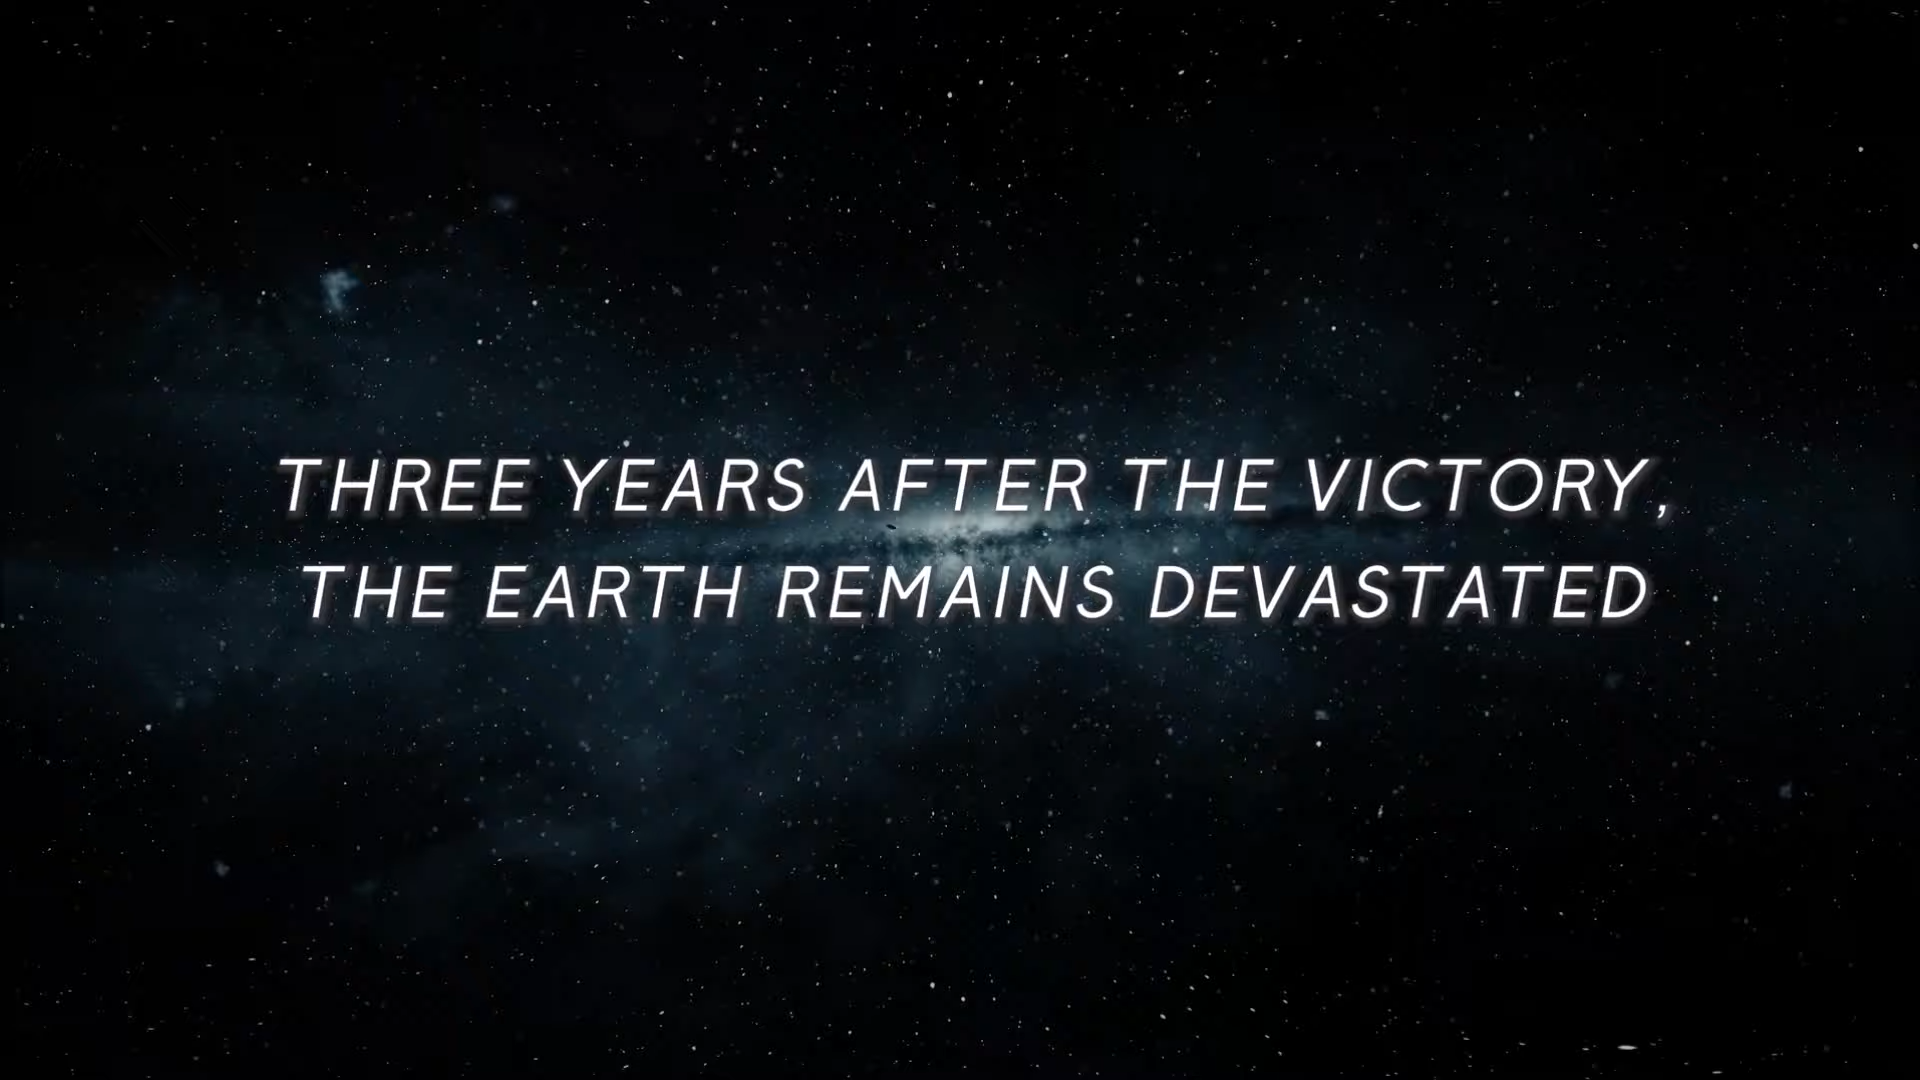 THREE YEARS AFTER THE VICTORY,
THE EARTH REMAINS DEVASTATED